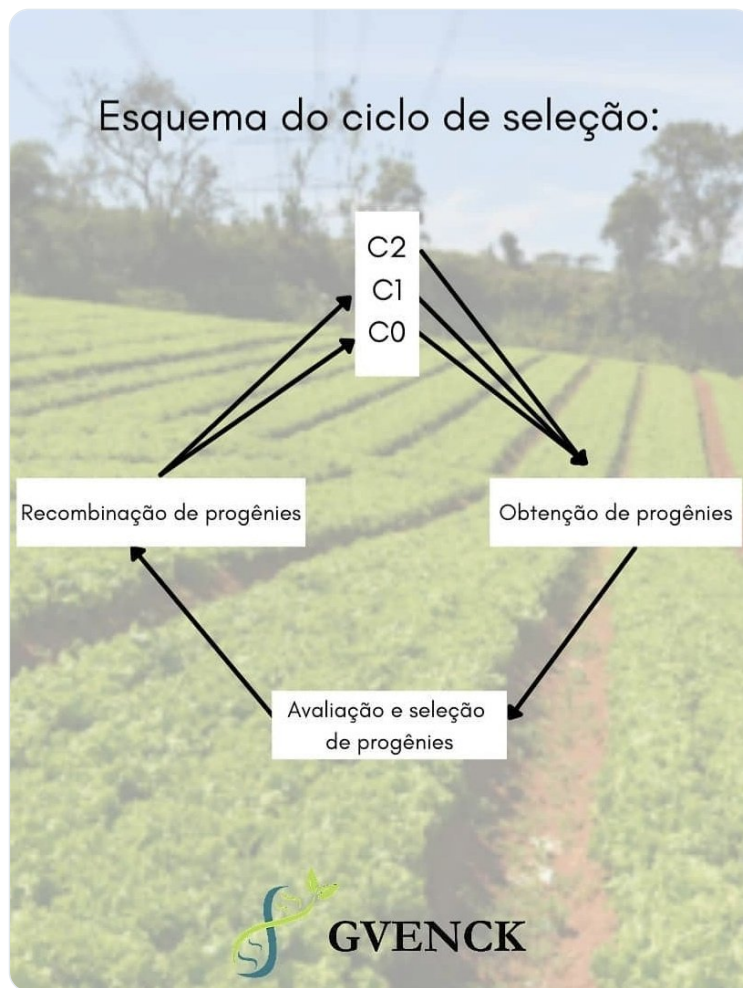 Esquema do ciclo de seleção:
C2
C1
C0
Recombinação de progênies
Obtenção de progênies
Avaliação e seleção
de progênies
GVENCK